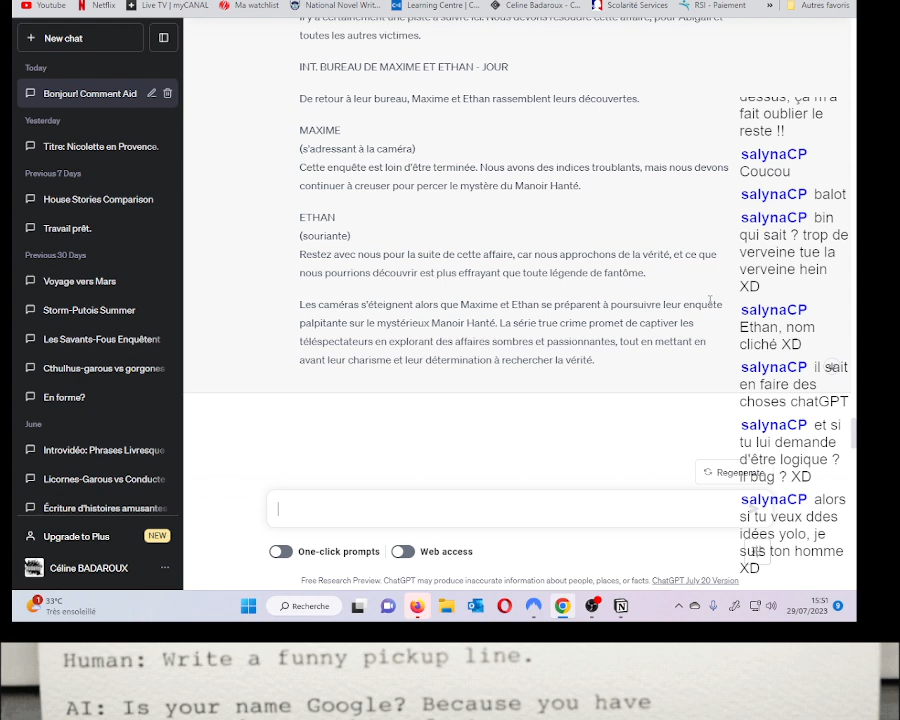 Youtube Netflix Live TV | myCANAL Ma watchlist National Novel Writ... Learning Centre | C... Celine Badaroux - C... Scolarité Services RSI - Paiement » Autres favoris
New chat
Today
Bonjour! Comment Aid
Yesterday
Titre: Nicolette en Provence.
Previous 7 Days
House Stories Comparison
Travail prêt.
Previous 30 Days
Voyage vers Mars
Storm-Putois Summer
Les Savants-Fous Enquêtent
Cthulhus-garous vs gorgones
En forme?
June
Introvidéo: Phrases Livresque
Licornes-Garous vs Conducte
Écriture d'histoires amusantes
Upgrade to Plus NEW
Céline BADAROUX ...
toutes les autres victimes.
INT. BUREAU DE MAXIME ET ETHAN - JOUR
De retour à leur bureau, Maxime et Ethan rassemblent leurs découvertes.
MAXIME
(s'adressant à la caméra)
Cette enquête est loin d'être terminée. Nous avons des indices troublants, mais nous devons
continuer à creuser pour percer le mystère du Manoir Hanté.
ETHAN
(souriante)
Restez avec nous pour la suite de cette affaire, car nous approchons de la vérité, et ce que
nous pourrions découvrir est plus effrayant que toute légende de fantôme.
Les caméras s'éteignent alors que Maxime et Ethan se préparent à poursuivre leur enquête
palpitante sur le mystérieux Manoir Hanté. La série true crime promet de captiver les
téléspectateurs en explorant des affaires sombres et passionnantes, tout en mettant en
avant leur charisme et leur détermination à rechercher la vérité.
Regenerate
One-click prompts Web access
Free Research Preview. ChatGPT may produce inaccurate information about people, places, or facts. ChatGPT July 20 Version
dessus, ça m'a
fait oublier le
reste !!
salynaCP
Coucou
salynaCP balot
salynaCP bin
qui sait ? trop de
verveine tue la
verveine hein
XD
salynaCP
Ethan, nom
cliché XD
salynaCP il sait
en faire des
choses chatGPT
salynaCP et si
tu lui demande
d'être logique ?
il bug ? XD
salynaCP alors
si tu veux ddes
idées yolo, je
suis ton homme
XD
1
33°C
Très ensoleillé
Recherche
15:51
29/07/2023
9
Human: Write a funny pickup line.
AI: Is your name Google? Because you have